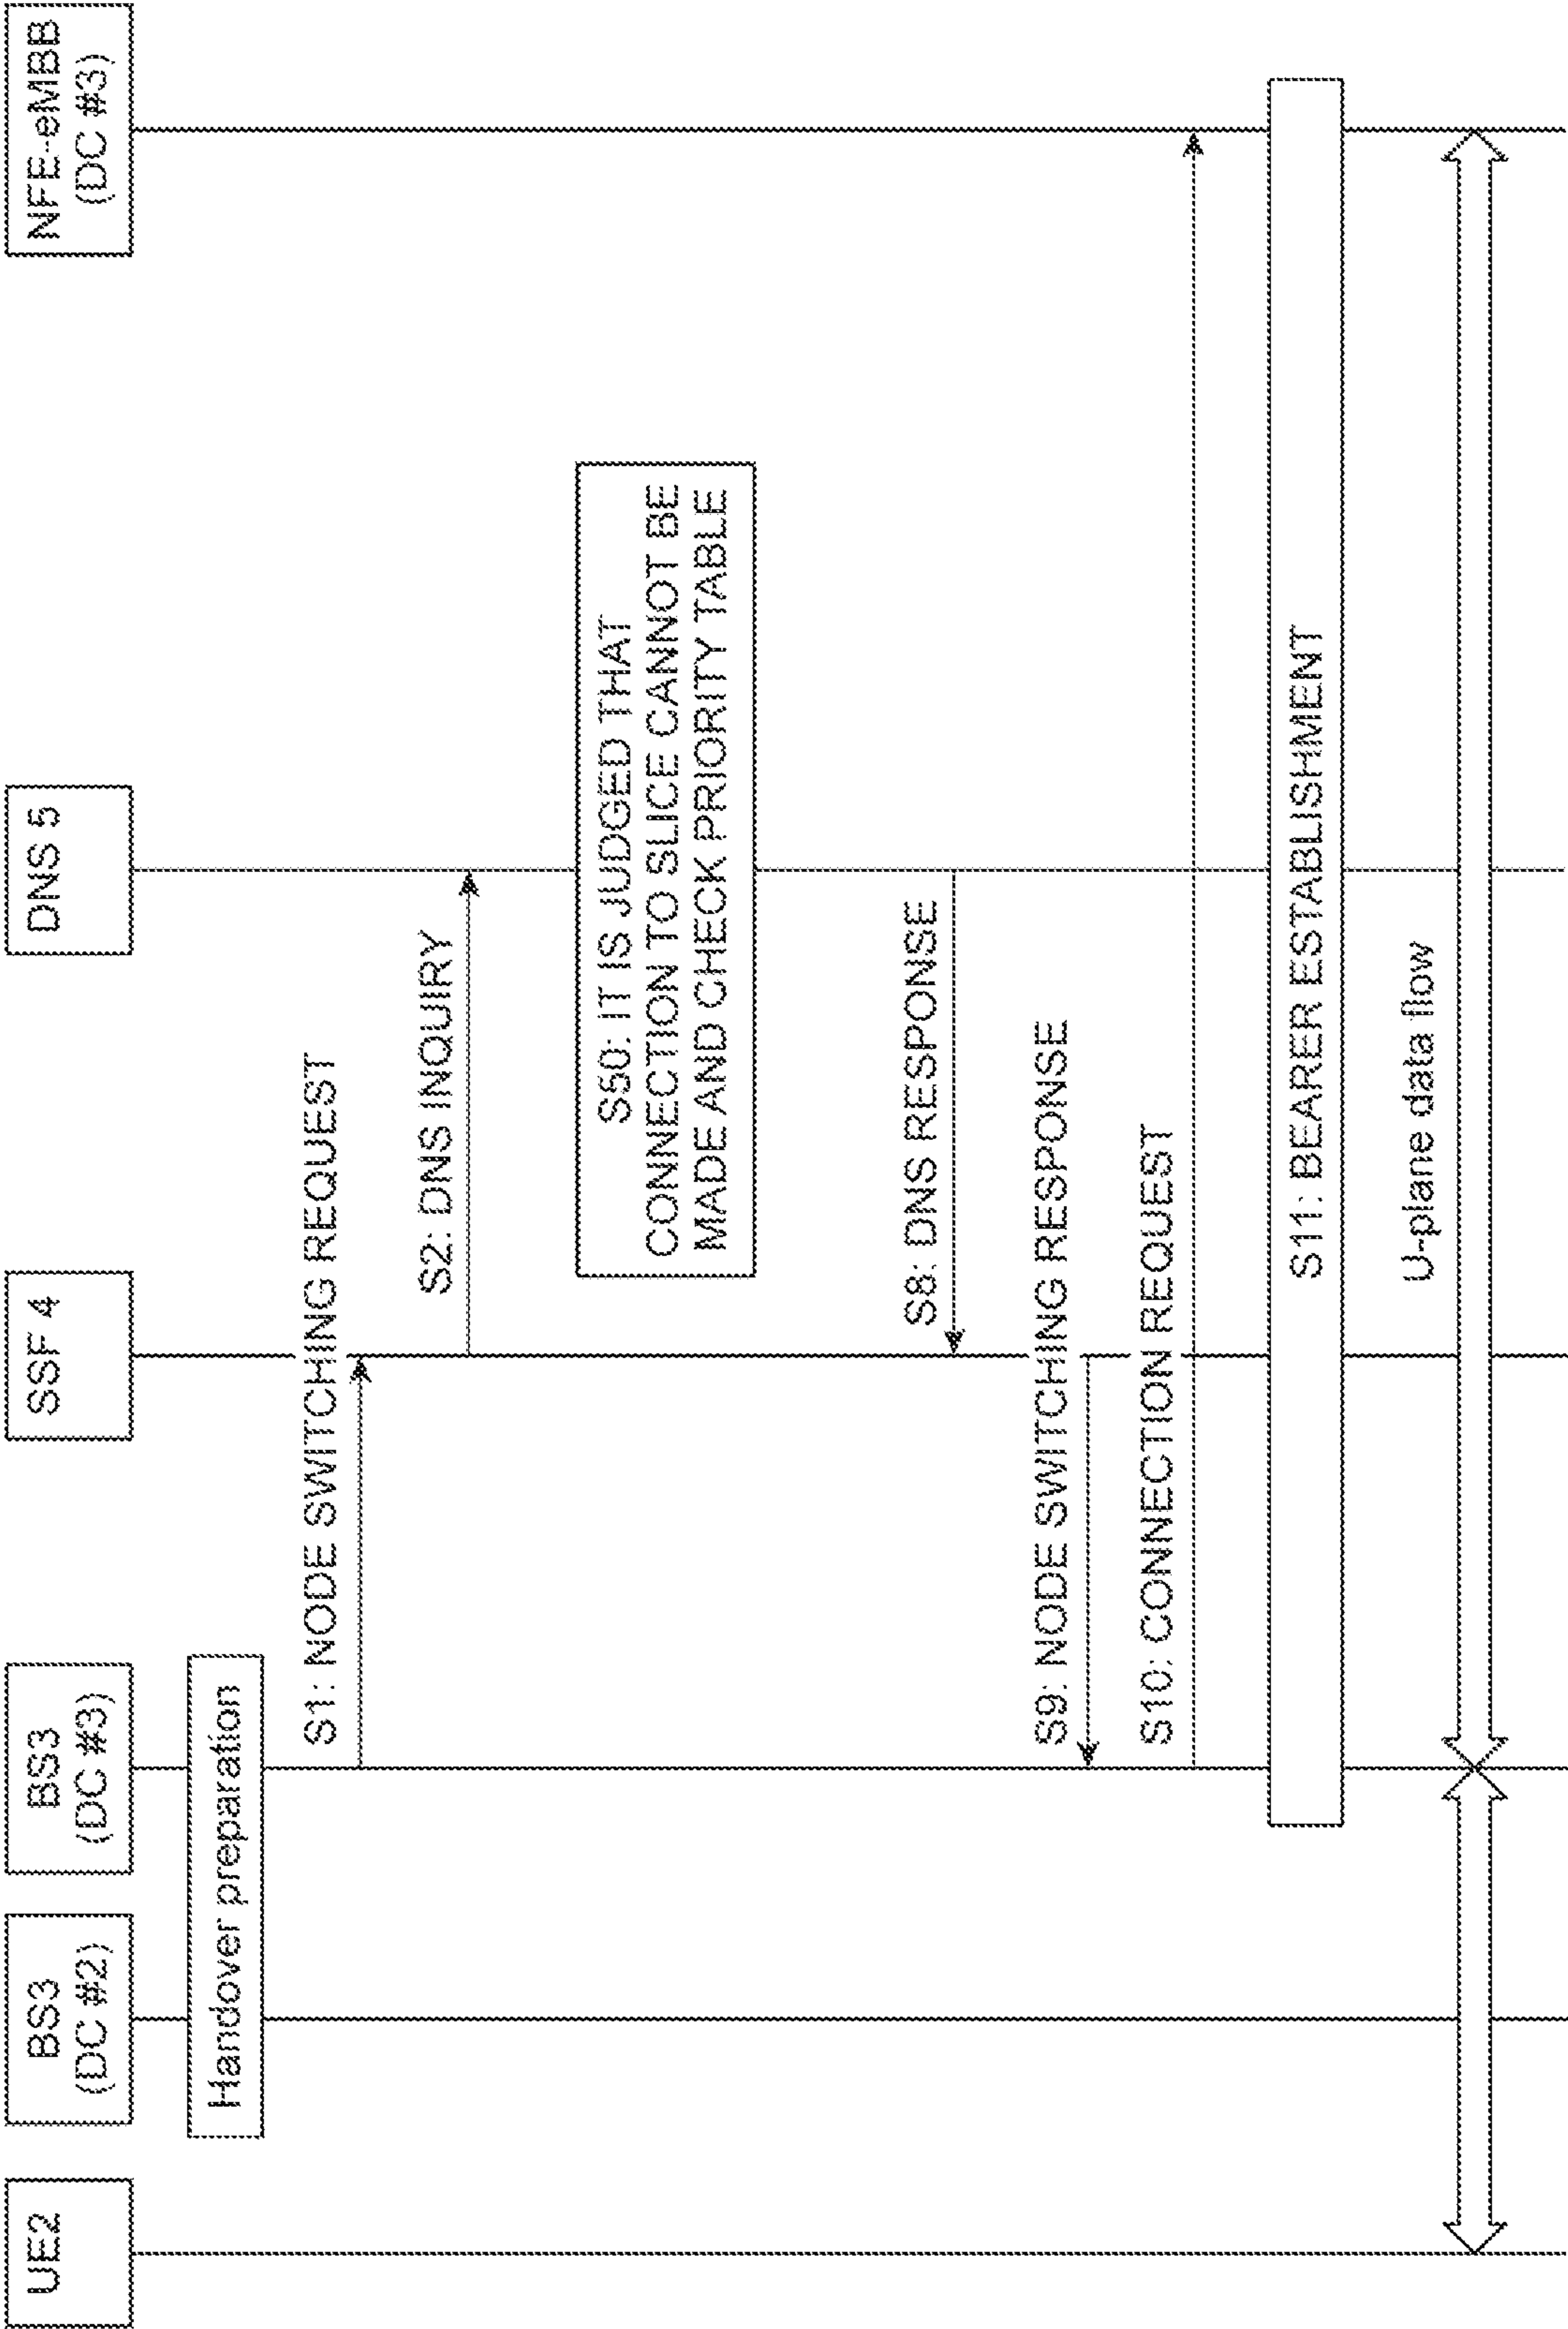 UE2
BS3
(DC #2)
BS3
(DC #3)
SSF 4
DNS 5
NFE-eMBB
(DC #3)
Handover preparation
S1: NODE SWITCHING REQUEST
S2: DNS INQUIRY
S50: IT IS JUDGED THAT
CONNECTION TO SLICE CANNOT BE
MADE AND CHECK PRIORITY TABLE
S8: DNS RESPONSE
S9: NODE SWITCHING RESPONSE
S10: CONNECTION REQUEST
S11: BEARER ESTABLISHMENT
U-plane data flow